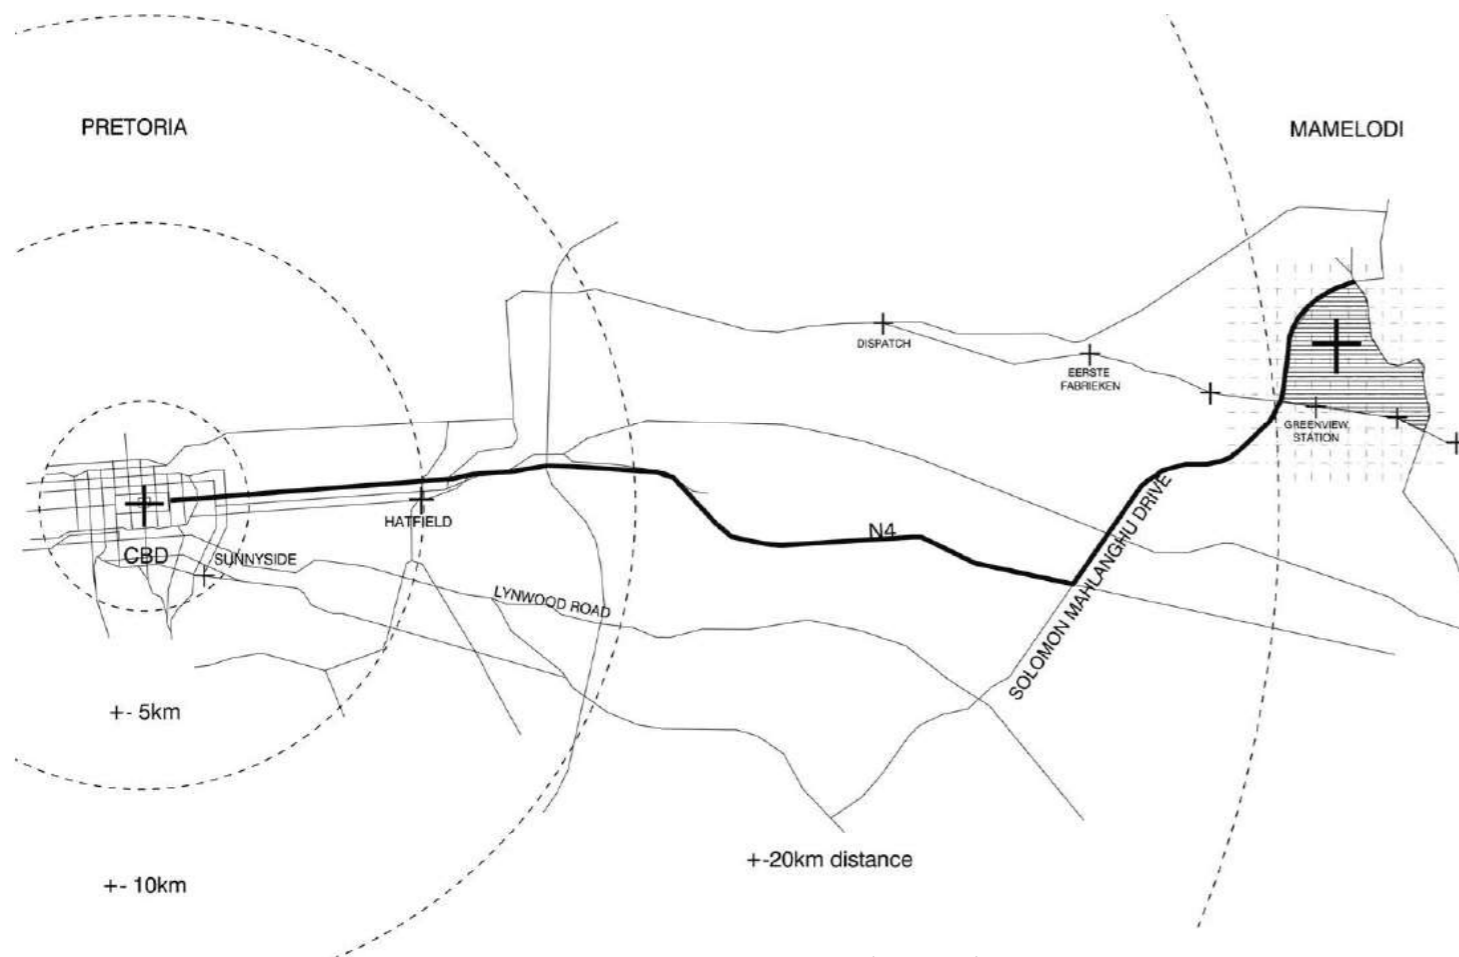 PRETORIA
MAMELODI
DISPATCH
EERSTE
FABRIEKEN
GREENVIEW
STATION
HATFIELD
CBD
SUNNYSIDE
N4
LYNWOOD ROAD
SOLOMON MAHLANGHU DRIVE
+- 5km
+-20km distance
+- 10km